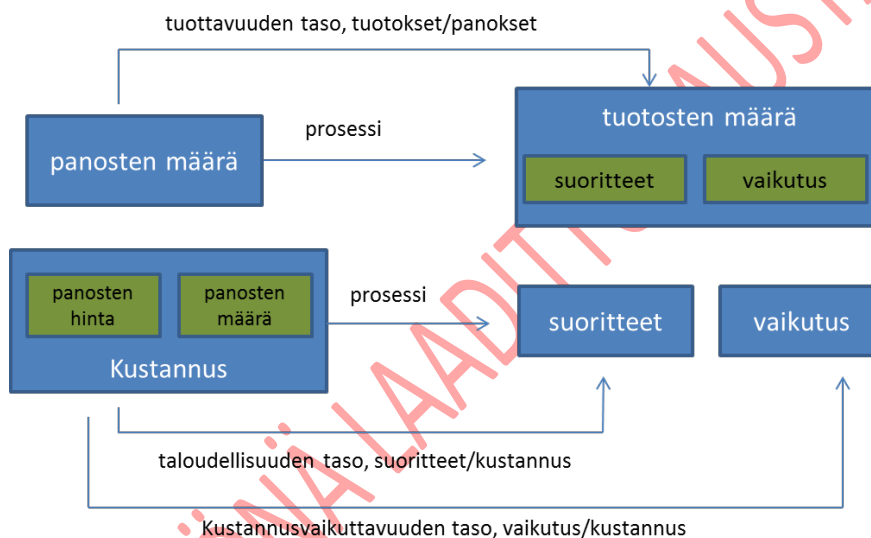 tuottavuuden taso, tuotokset/panokset
panosten määrä
prosessi
tuotosten määrä
suoritteet
vaikutus
panosten
hinta
panosten
määrä
Kustannus
prosessi
suoritteet
vaikutus
taloudellisuuden taso, suoritteet/kustannus
Kustannusvaikuttavuuden taso, vaikutus/kustannus